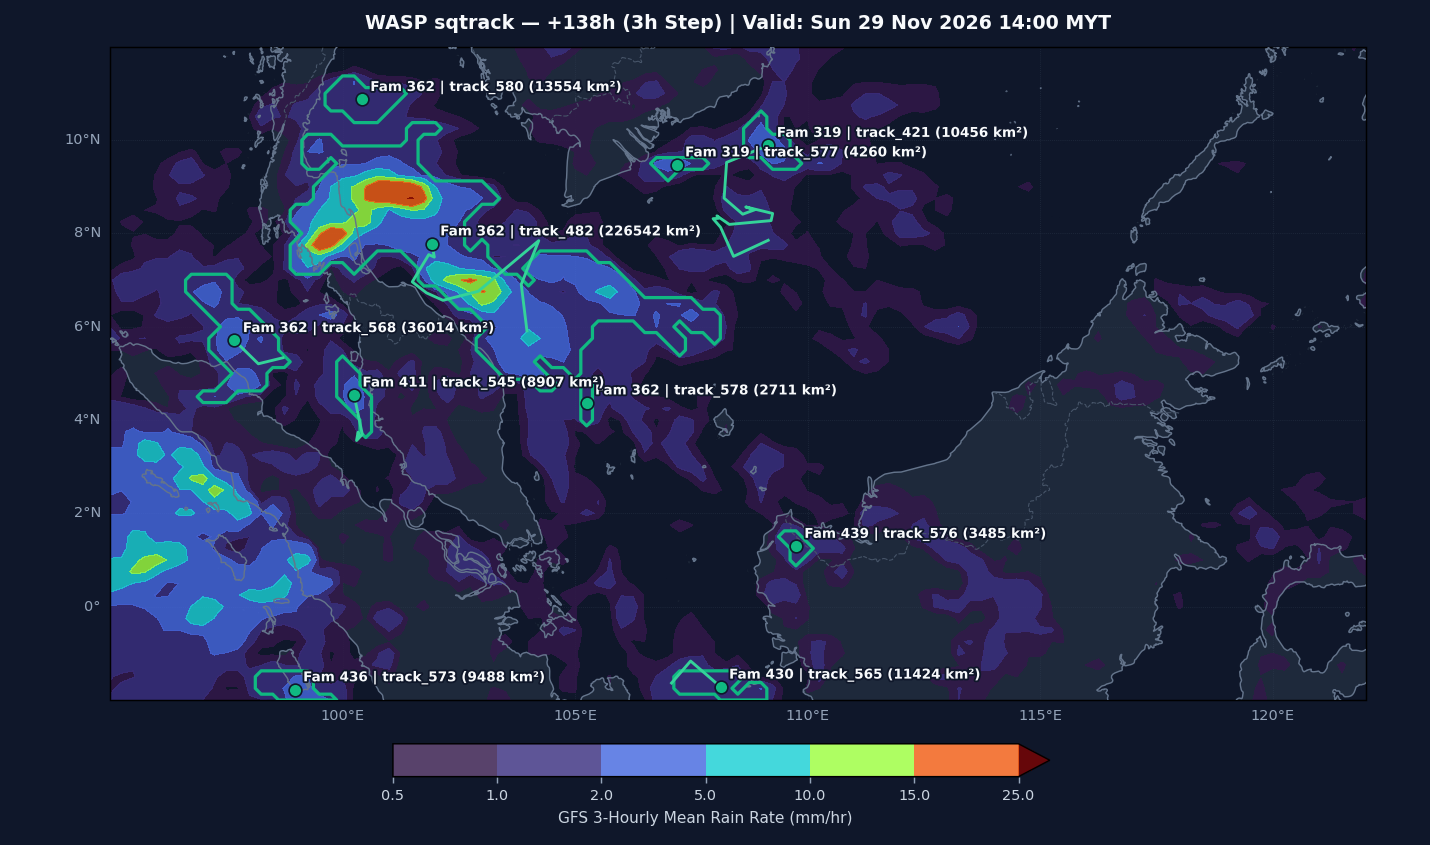 WASP sqtrack — +138h (3h Step) | Valid: Sun 29 Nov 2026 14:00 MYT
Fam 362 | track_580 (13554 km²)
10°N
Fam 319 | track_421 (10456 km²)
Fam 319 | track_577 (4260 km²)
8°N
Fam 362 | track_482 (226542 km²)
6°N
Fam 362 | track_568 (36014 km²)
Fam 411 | track_545 (8907 km²)
Fam 362 | track_578 (2711 km²)
4°N
2°N
Fam 439 | track_576 (3485 km²)
0°
Fam 436 | track_573 (9488 km²)
Fam 430 | track_565 (11424 km²)
100°E 105°E 110°E 115°E 120°E
0.5 1.0 2.0 5.0 10.0 15.0 25.0
GFS 3-Hourly Mean Rain Rate (mm/hr)